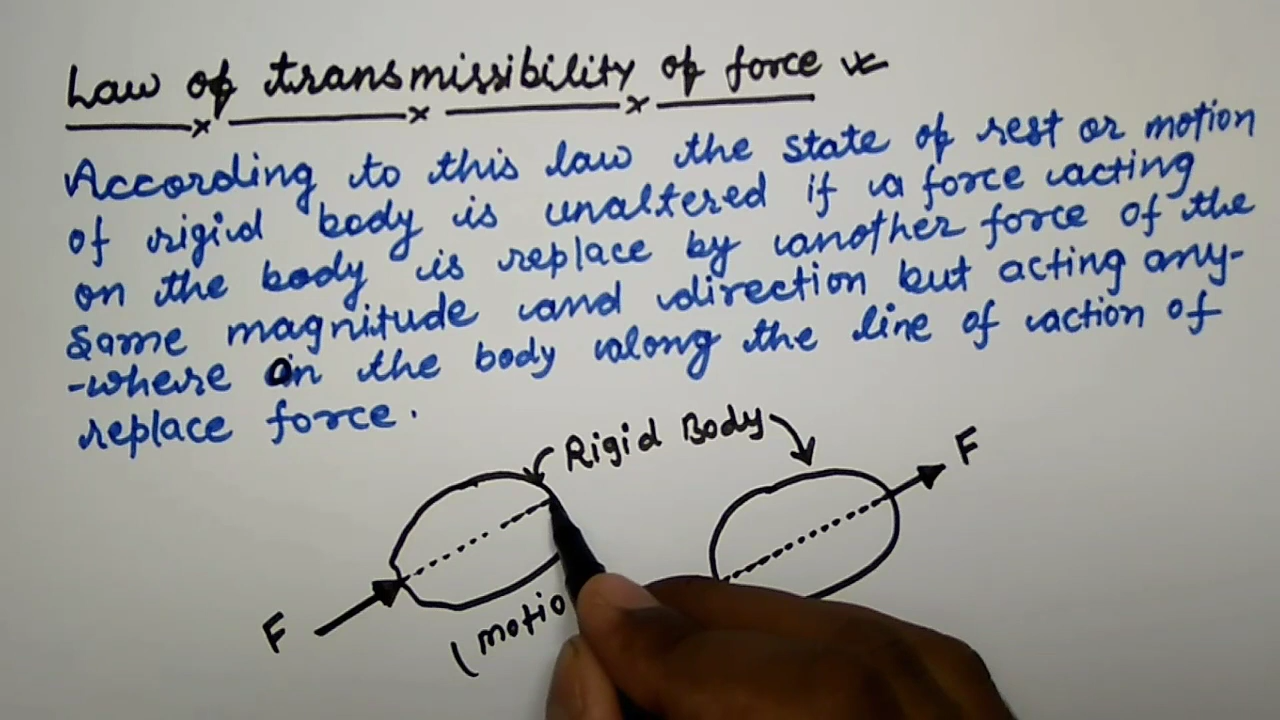 Law of transmissibility of force
According to this law the state of rest or motion
of rigid body is unaltered if a force acting
on the body is replace by another force of the
same magnitude and direction but acting any-
-where on the body along the line of action of
replace force.
Rigid Body
F
F
(motio